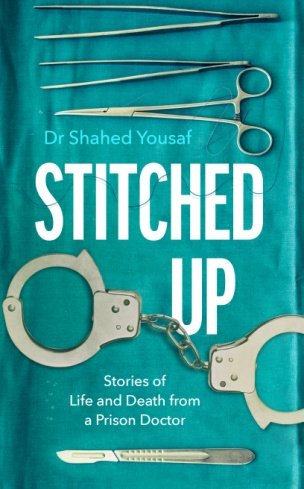 Dr Shahed Yousaf
STITCHED
UP
Stories of
Life and Death from
a Prison Doctor